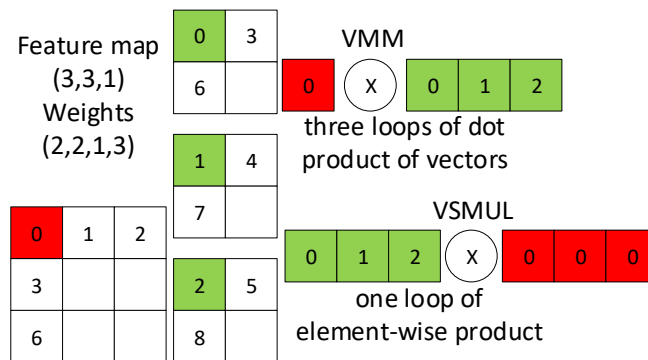 Feature map
(3,3,1)
Weights
(2,2,1,3)
0 3
6
1 4
7
0 1 2
3
6
2 5
8
VMM
0 X 0 1 2
three loops of dot
product of vectors
VSMUL
0 1 2 X 0 0 0
one loop of
element-wise product